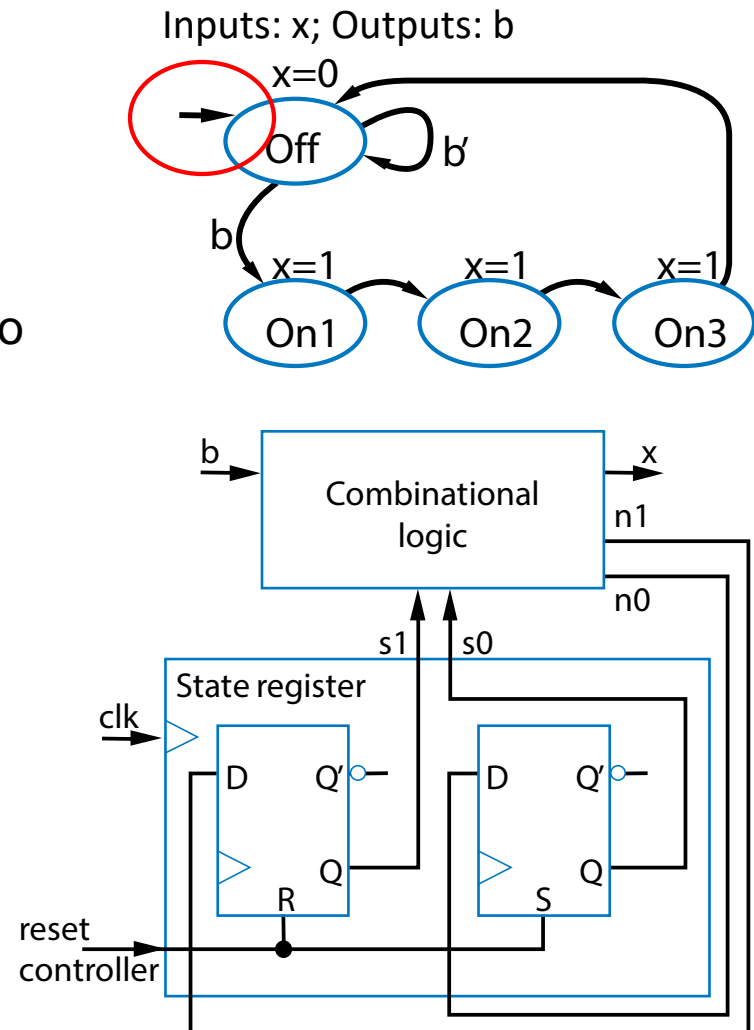 Inputs: x; Outputs: b
x=0
Off
b′
b
x=1
x=1
x=1
On1
On2
On3
o
b
x
Combinational
logic
n1
n0
s1
s0
State register
clk
D
Q′
D
Q′
Q
Q
R
S
reset
controller